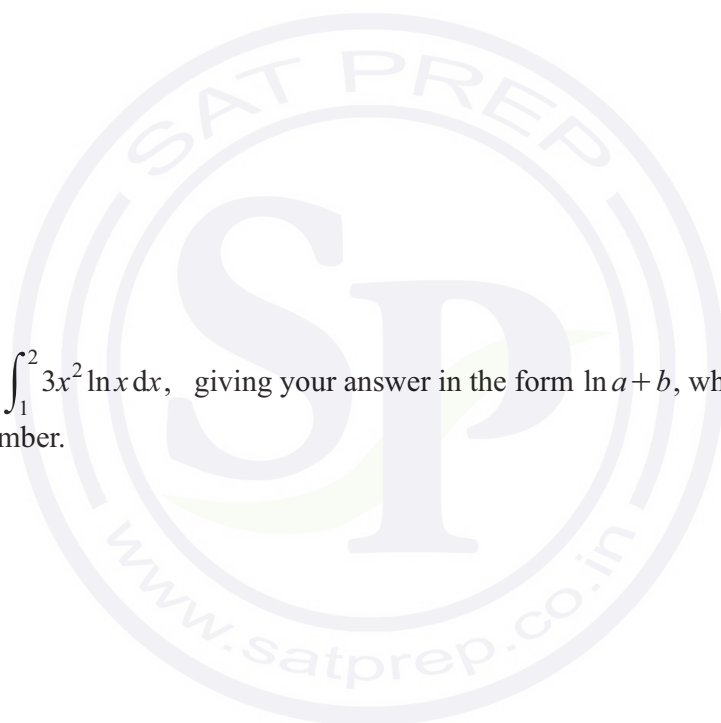 SAT PREP
SP
∫₁² 3x² ln x dx, giving your answer in the form ln a + b, wh
mber.
www.satprep.co.in